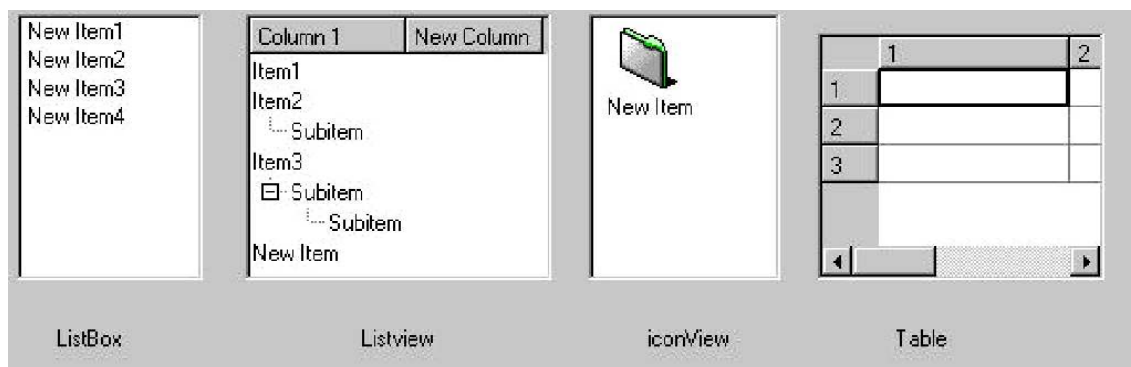 New Item1
New Item2
New Item3
New Item4
Column 1 New Column
Item1
Item2
Subitem
Item3
Subitem
Subitem
New Item
New Item
1 2
1
2
3
ListBox Listview iconView Table